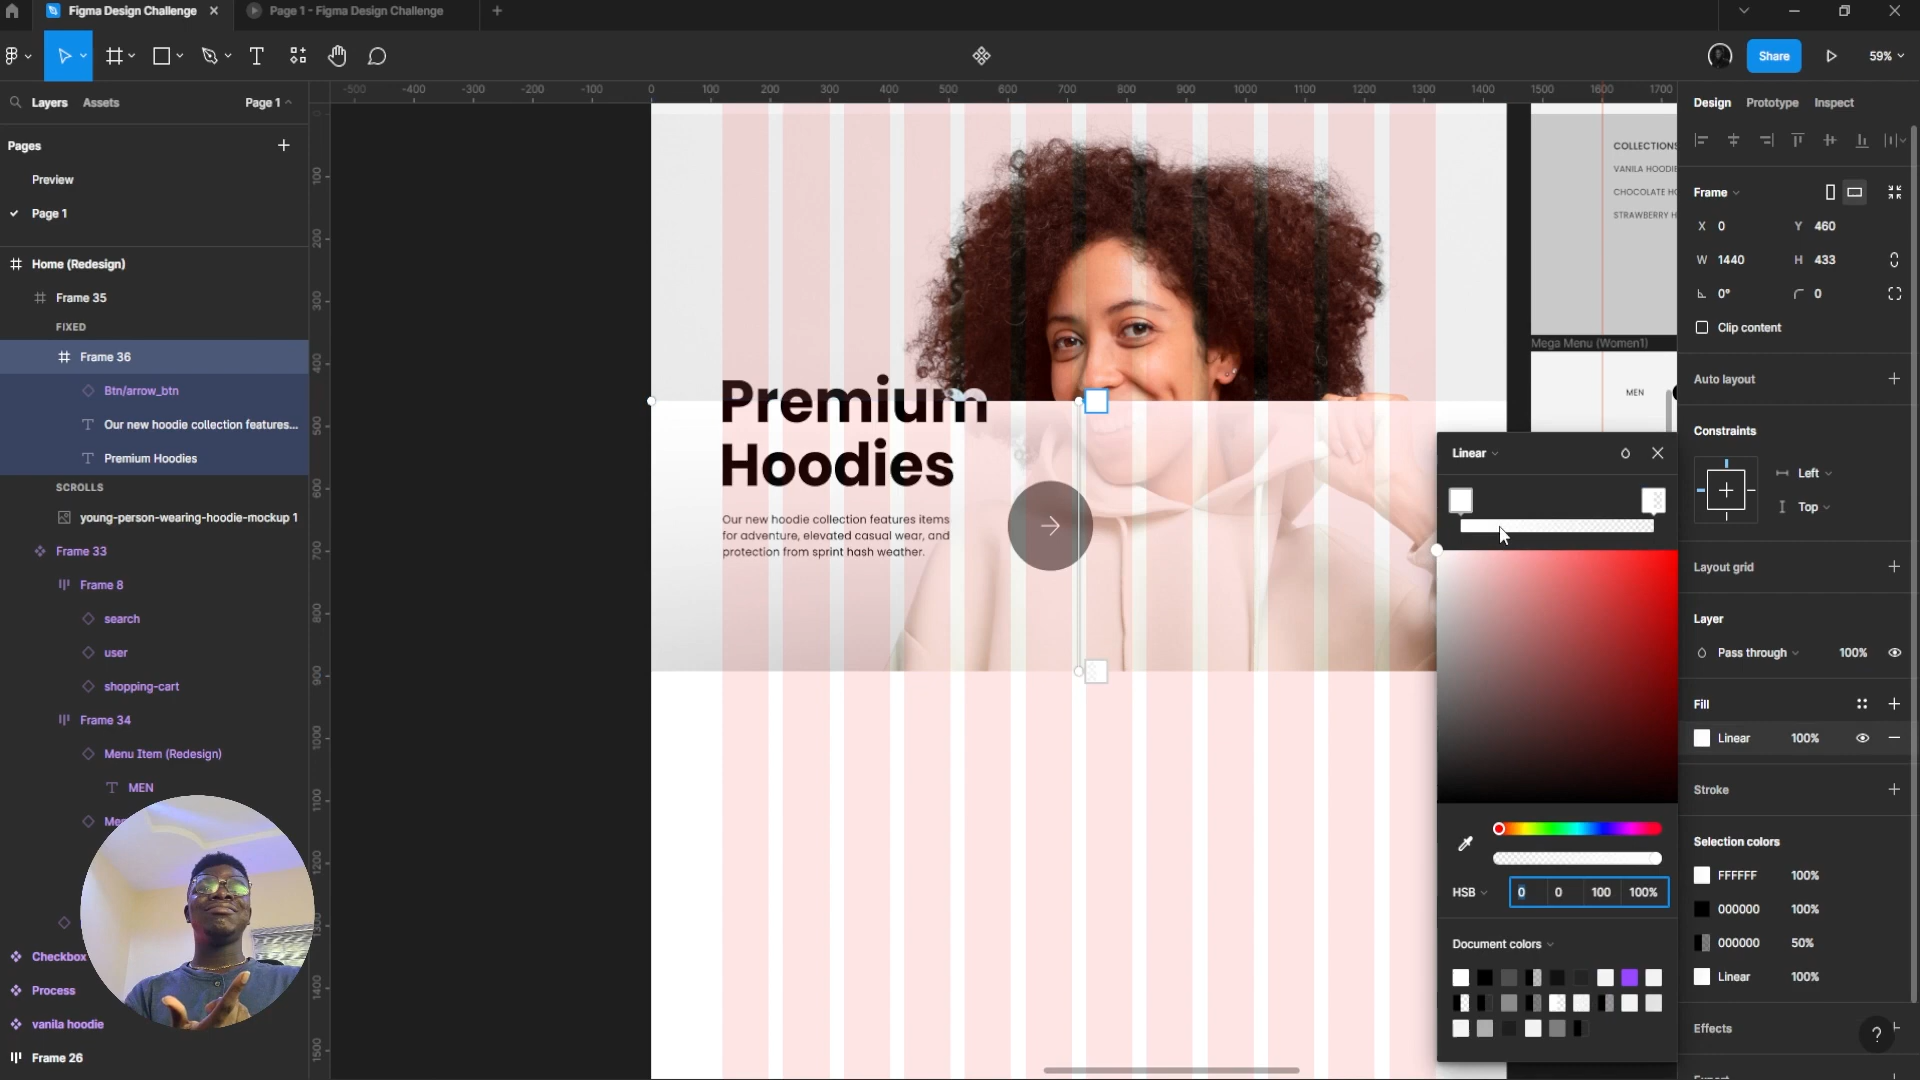 Figma Design Challenge
Page 1 - Figma Design Challenge
Share
59%
Layers
Assets
Page 1
Pages
Preview
Page 1
Home (Redesign)
Frame 35
FIXED
Frame 36
Btn/arrow_btn
Our new hoodie collection features...
Premium Hoodies
SCROLLS
young-person-wearing-hoodie-mockup 1
Frame 33
Frame 8
search
user
shopping-cart
Frame 34
Menu Item (Redesign)
MEN
Me
Checkbox
Process
vanila hoodie
Frame 26
-500 -400 -300 -200 -100 0 100 200 300 400 500 600 700 800 900 1000 1100 1200 1300 1400 1500 1600 1700
0
100
200
300
400
500
600
700
800
900
1000
1100
1200
1300
1400
1500
Premium
Hoodies
Our new hoodie collection features items
for adventure, elevated casual wear, and
protection from sprint hash weather.
COLLECTIONS
VANILA HOODIE
CHOCOLATE HO
STRAWBERRY H
Mega Menu (Women1)
MEN
Linear
HSB
0 0 100 100%
Document colors
Design
Prototype
Inspect
Frame
X 0
Y 460
W 1440
H 433
0°
0
Clip content
Auto layout
Constraints
Left
Top
Layout grid
Layer
Pass through
100%
Fill
Linear
100%
Stroke
Selection colors
FFFFFF 100%
000000 100%
000000 50%
Linear 100%
Effects
?